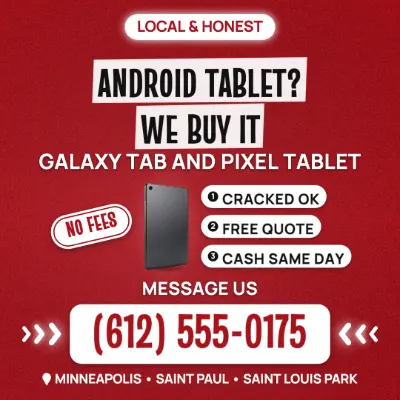 LOCAL & HONEST
ANDROID TABLET?
WE BUY IT
GALAXY TAB AND PIXEL TABLET
NO FEES
1 CRACKED OK
2 FREE QUOTE
3 CASH SAME DAY
MESSAGE US
(612) 555-0175
MINNEAPOLIS • SAINT PAUL • SAINT LOUIS PARK